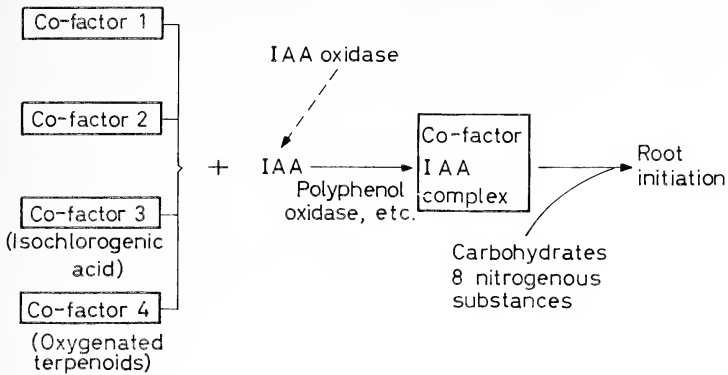 Co-factor 1
Co-factor 2
Co-factor 3
(Isochlorogenic
acid)
Co-factor 4
(Oxygenated
terpenoids)
+
IAA oxidase
IAA
Polyphenol
oxidase, etc.
Co-factor
IAA
complex
Carbohydrates
8 nitrogenous
substances
Root
initiation